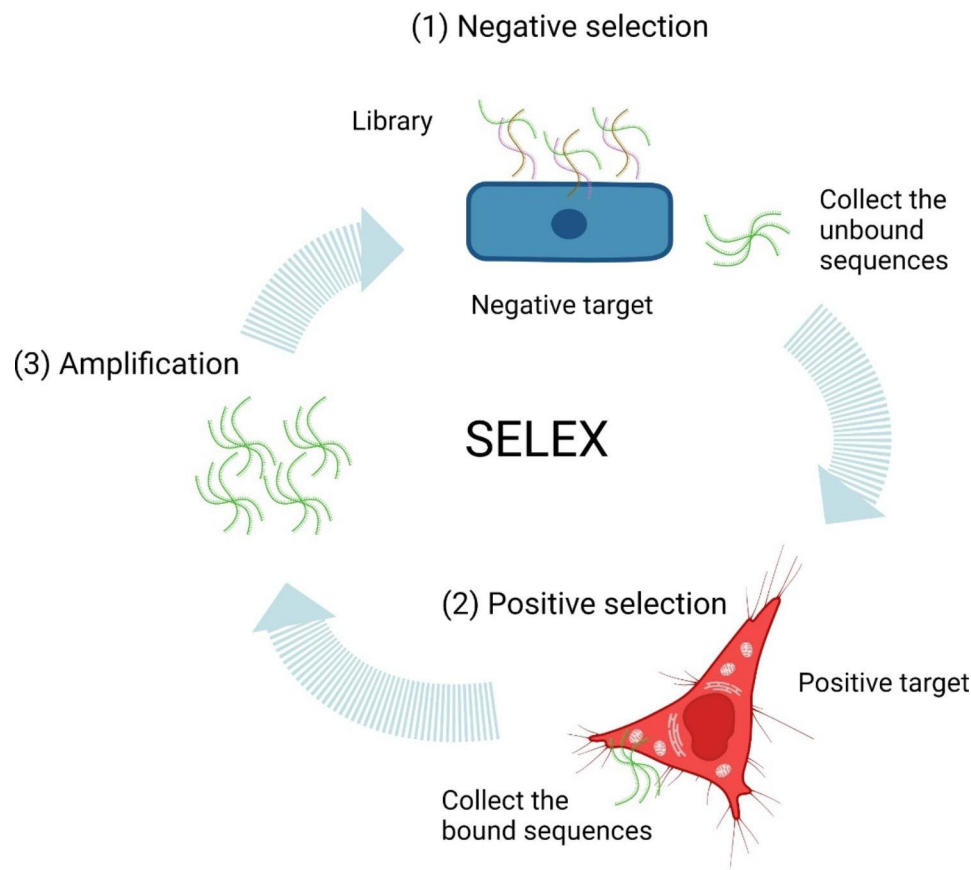 (1) Negative selection
Library
Collect the
unbound
sequences
Negative target
(3) Amplification
SELEX
(2) Positive selection
Positive target
Collect the
bound sequences